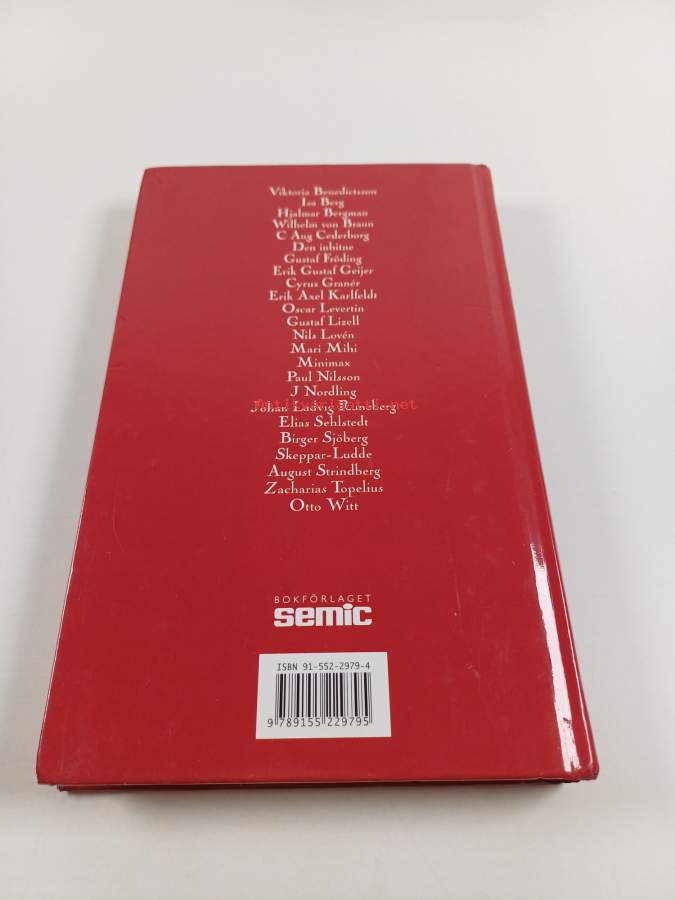 Viktoria Benedictsson
Isa Berg
Hjalmar Bergman
Wilhelm von Braun
C Aug Cederborg
Den inbitne
Gustaf Fröding
Erik Gustaf Geijer
Cyrus Granér
Erik Axel Karlfeldt
Oscar Levertin
Gustaf Lizell
Nils Lovén
Mari Mihi
Minimax
Paul Nilsson
J Nordling
Johan Ludvig Runeberg
Elias Sehlstedt
Birger Sjöberg
Skeppar-Ludde
August Strindberg
Zacharias Topelius
Otto Witt
BOKFÖRLAGET
semic
ISBN 91-552-2979-4
9 789155 229795